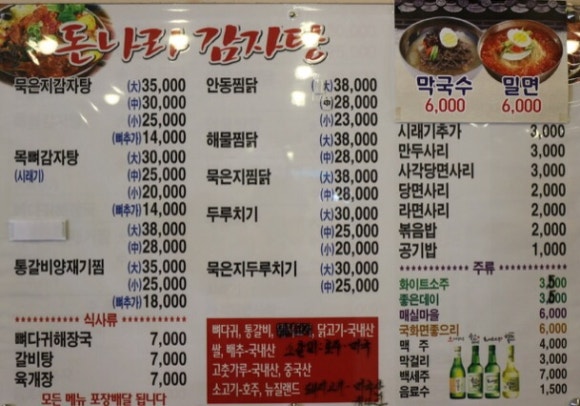 돈나라 감자탕
묵은지감자탕 (大)35,000
(中)30,000
(小)25,000
(뼈추가)14,000
목뼈감자탕 (大)30,000
(시래기) (中)25,000
(小)20,000
(뼈추가)14,000
(大)38,000
(中)28,000
통갈비양재기찜 (大)35,000
(中)25,000
(뼈추가)18,000
식사류
뼈다귀해장국 7,000
갈비탕 7,000
육개장 7,000
모든 메뉴 포장배달 됩니다
안동찜닭 (大)38,000
(中)28,000
(小)23,000
해물찜닭 (大)38,000
(中)28,000
묵은지찜닭 (大)38,000
(中)28,000
두루치기 (大)30,000
(中)25,000
(小)20,000
묵은지두루치기 (大)30,000
(中)25,000
뼈다귀, 통갈비, 닭고기-국내산
쌀, 배추-국내산
고춧가루-국내산, 중국산
소고기-호주, 뉴질랜드
막국수 밀면
6,000 6,000
시래기추가 3,000
만두사리 3,000
사각당면사리 3,000
당면사리 2,000
라면사리 2,000
볶음밥 2,000
공기밥 1,000
주류
화이트소주 3,500
좋은데이 3,500
매실마을 6,000
국화면좋으리 6,000
맥 주 4,000
막걸리 3,000
백세주 7,000
음료수 1,500